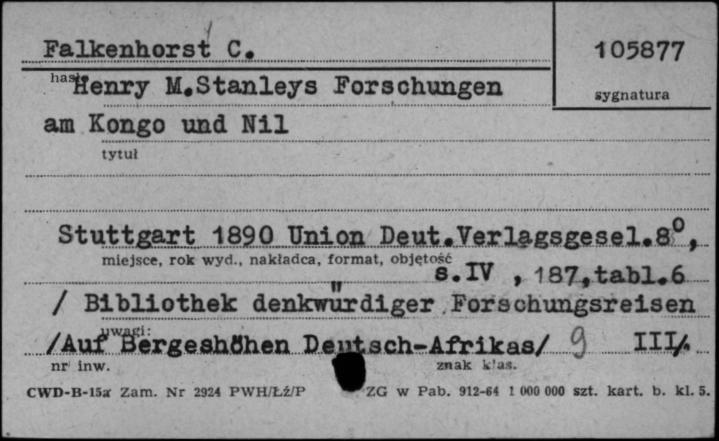 Falkenhorst C.
105877
hasło
Henry M.Stanleys Forschungen
sygnatura
am Kongo und Nil
tytuł
Stuttgart 1890 Union Deut.Verlagsgesel.8⁰,
miejsce, rok wyd., nakładca, format, objętość
s.IV , 187,tabl.6
/ Bibliothek denkwürdiger Forschungsreisen
uwagi:
/Auf Bergeshöhen Deutsch-Afrikas/ 9 III/.
nr inw.
znak klas.
CWD-B-15a Zam. Nr 2924 PWH/Łź/P ZG w Pab. 912-64 1 000 000 szt. kart. b. kl. 5.